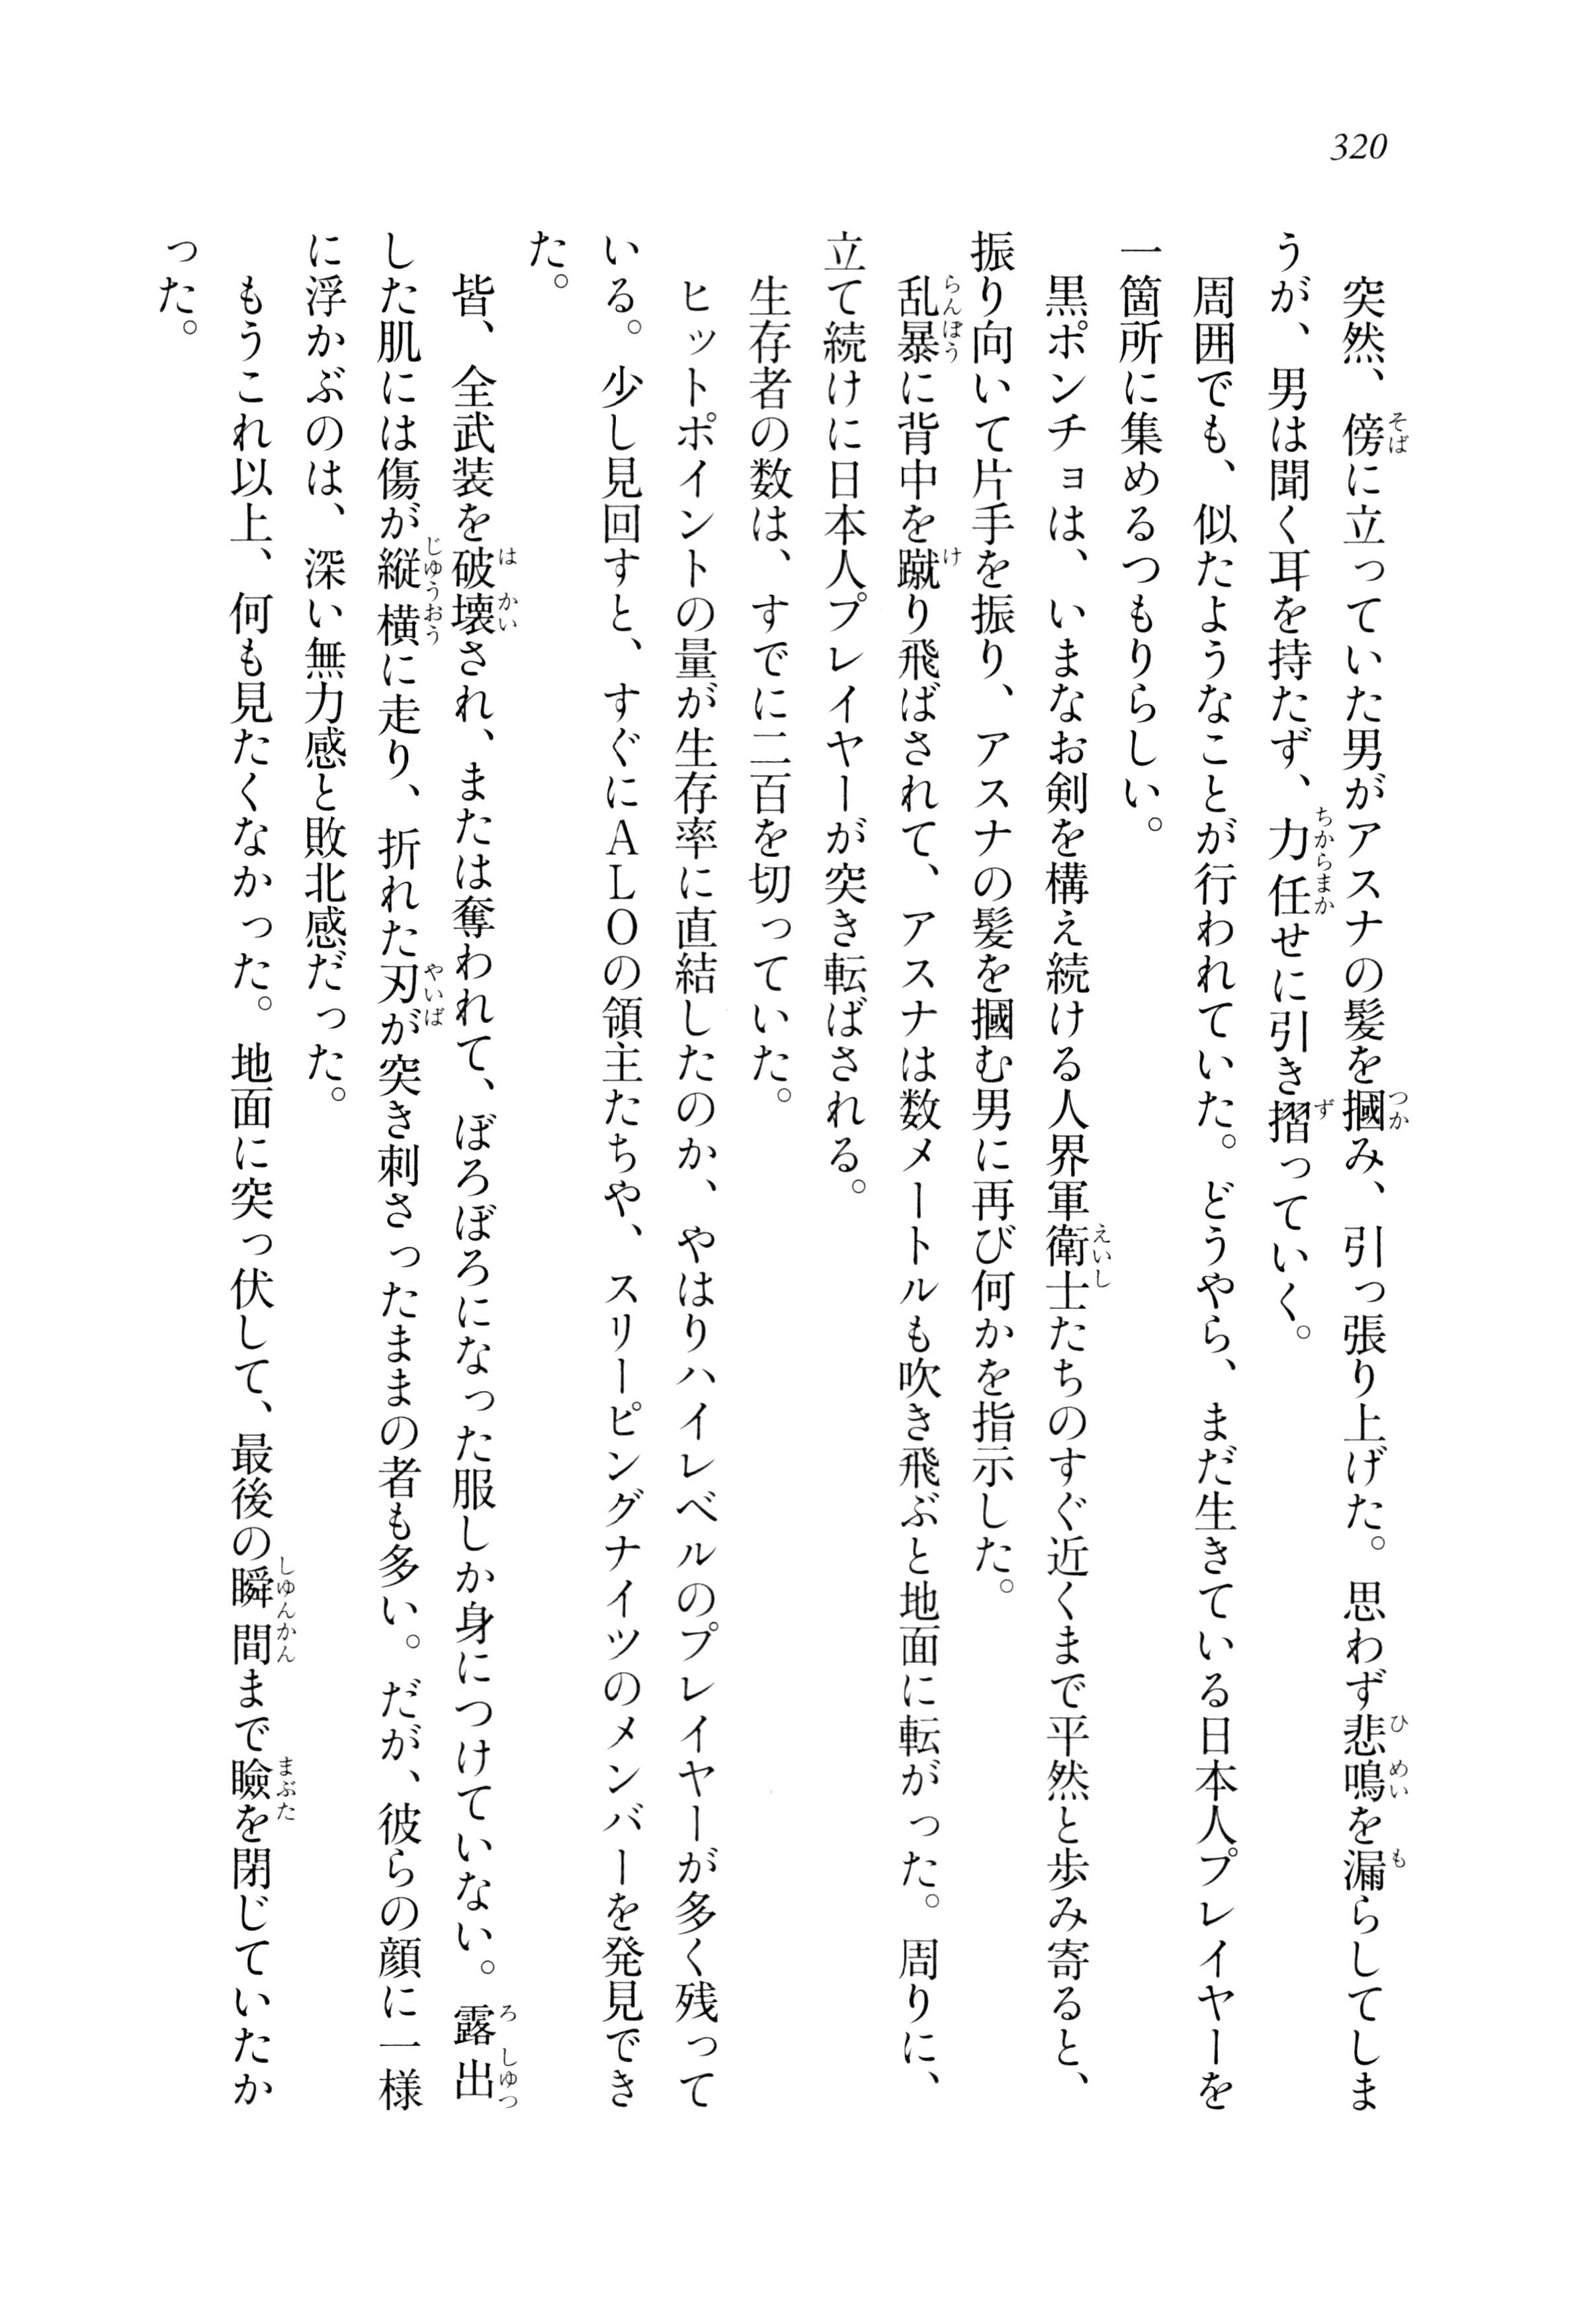 320
突然、傍に立っていた男がアスナの髪を摑み、引っ張り上げた。思わず悲鳴を漏らしてしま
うが、男は聞く耳を持たず、力任せに引き摺っていく。
周囲でも、似たようなことが行われていた。どうやら、まだ生きている日本人プレイヤーを
一箇所に集めるつもりらしい。
黒ポンチョは、いまなお剣を構え続ける人界軍衛士たちのすぐ近くまで平然と歩み寄ると、
振り向いて片手を振り、アスナの髪を摑む男に再び何かを指示した。
乱暴に背中を蹴り飛ばされて、アスナは数メートルも吹き飛ぶと地面に転がった。周りに、
立て続けに日本人プレイヤーが突き転ばされる。
生存者の数は、すでに二百を切っていた。
ヒットポイントの量が生存率に直結したのか、やはりハイレベルのプレイヤーが多く残って
いる。少し見回すと、すぐにＡＬＯの領主たちや、スリーピングナイツのメンバーを発見でき
た。
皆、全武装を破壊され、または奪われて、ぼろぼろになった服しか身につけていない。露出
した肌には傷が縦横に走り、折れた刃が突き刺さったままの者も多い。だが、彼らの顔に一様
に浮かぶのは、深い無力感と敗北感だった。
もうこれ以上、何も見たくなかった。地面に突っ伏して、最後の瞬間まで瞼を閉じていたか
った。